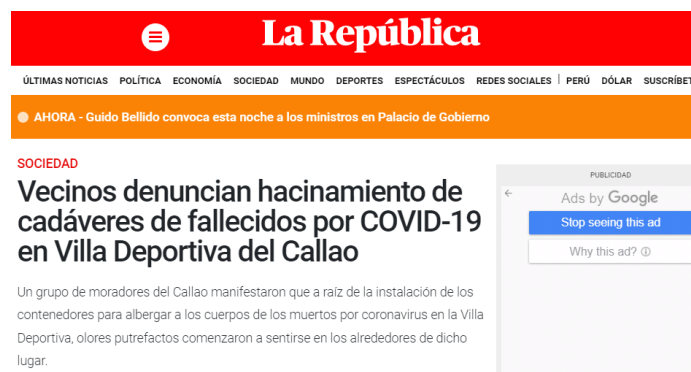 La República
ÚLTIMAS NOTICIAS POLÍTICA ECONOMÍA SOCIEDAD MUNDO DEPORTES ESPECTÁCULOS REDES SOCIALES | PERÚ DÓLAR SUSCRÍBET
AHORA - Guido Bellido convoca esta noche a los ministros en Palacio de Gobierno
SOCIEDAD
Vecinos denuncian hacinamiento de
cadáveres de fallecidos por COVID-19
en Villa Deportiva del Callao
Un grupo de moradores del Callao manifestaron que a raíz de la instalación de los
contenedores para albergar a los cuerpos de los muertos por coronavirus en la Villa
Deportiva, olores putrefactos comenzaron a sentirse en los alrededores de dicho
lugar.
PUBLICIDAD
Ads by Google
Stop seeing this ad
Why this ad?